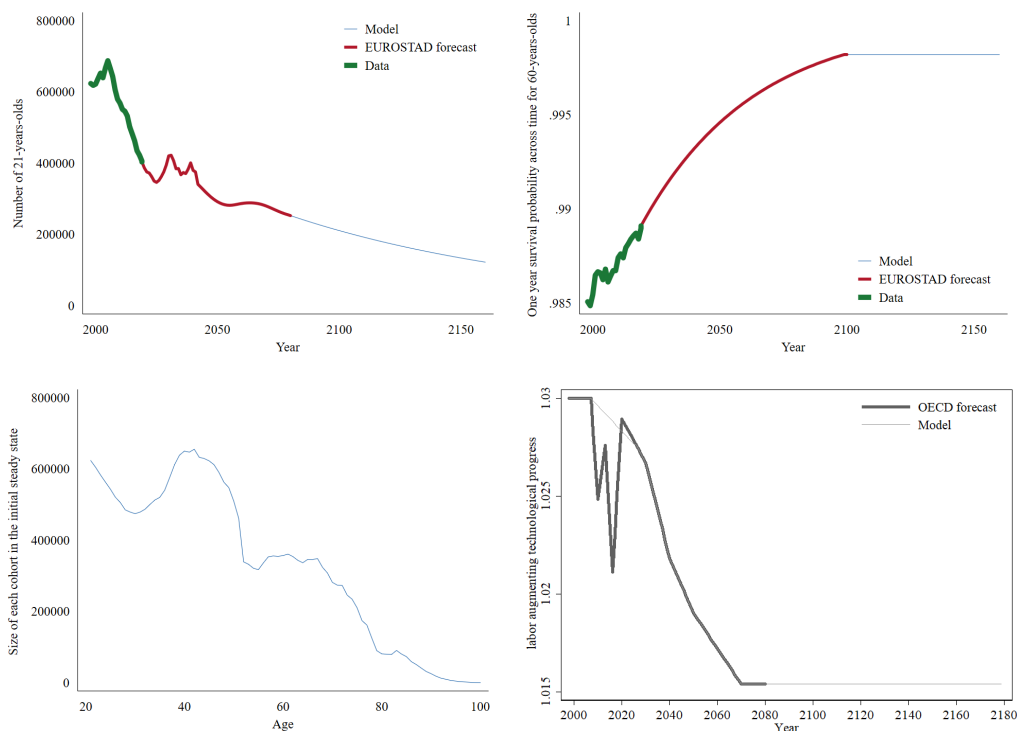 800000
600000
400000
200000
0
Number of 21-years-olds
Model
EUROSTAD forecast
Data
2000 2050 2100 2150
Year
1
.995
.99
.985
One year survival probability across time for 60-years-olds
Model
EUROSTAD forecast
Data
2000 2050 2100 2150
Year
800000
600000
400000
200000
0
Size of each cohort in the initial steady state
20 40 60 80 100
Age
1.03
1.025
1.02
1.015
labor augmenting technological progress
OECD forecast
Model
2000 2020 2040 2060 2080 2100 2120 2140 2160 2180
Year